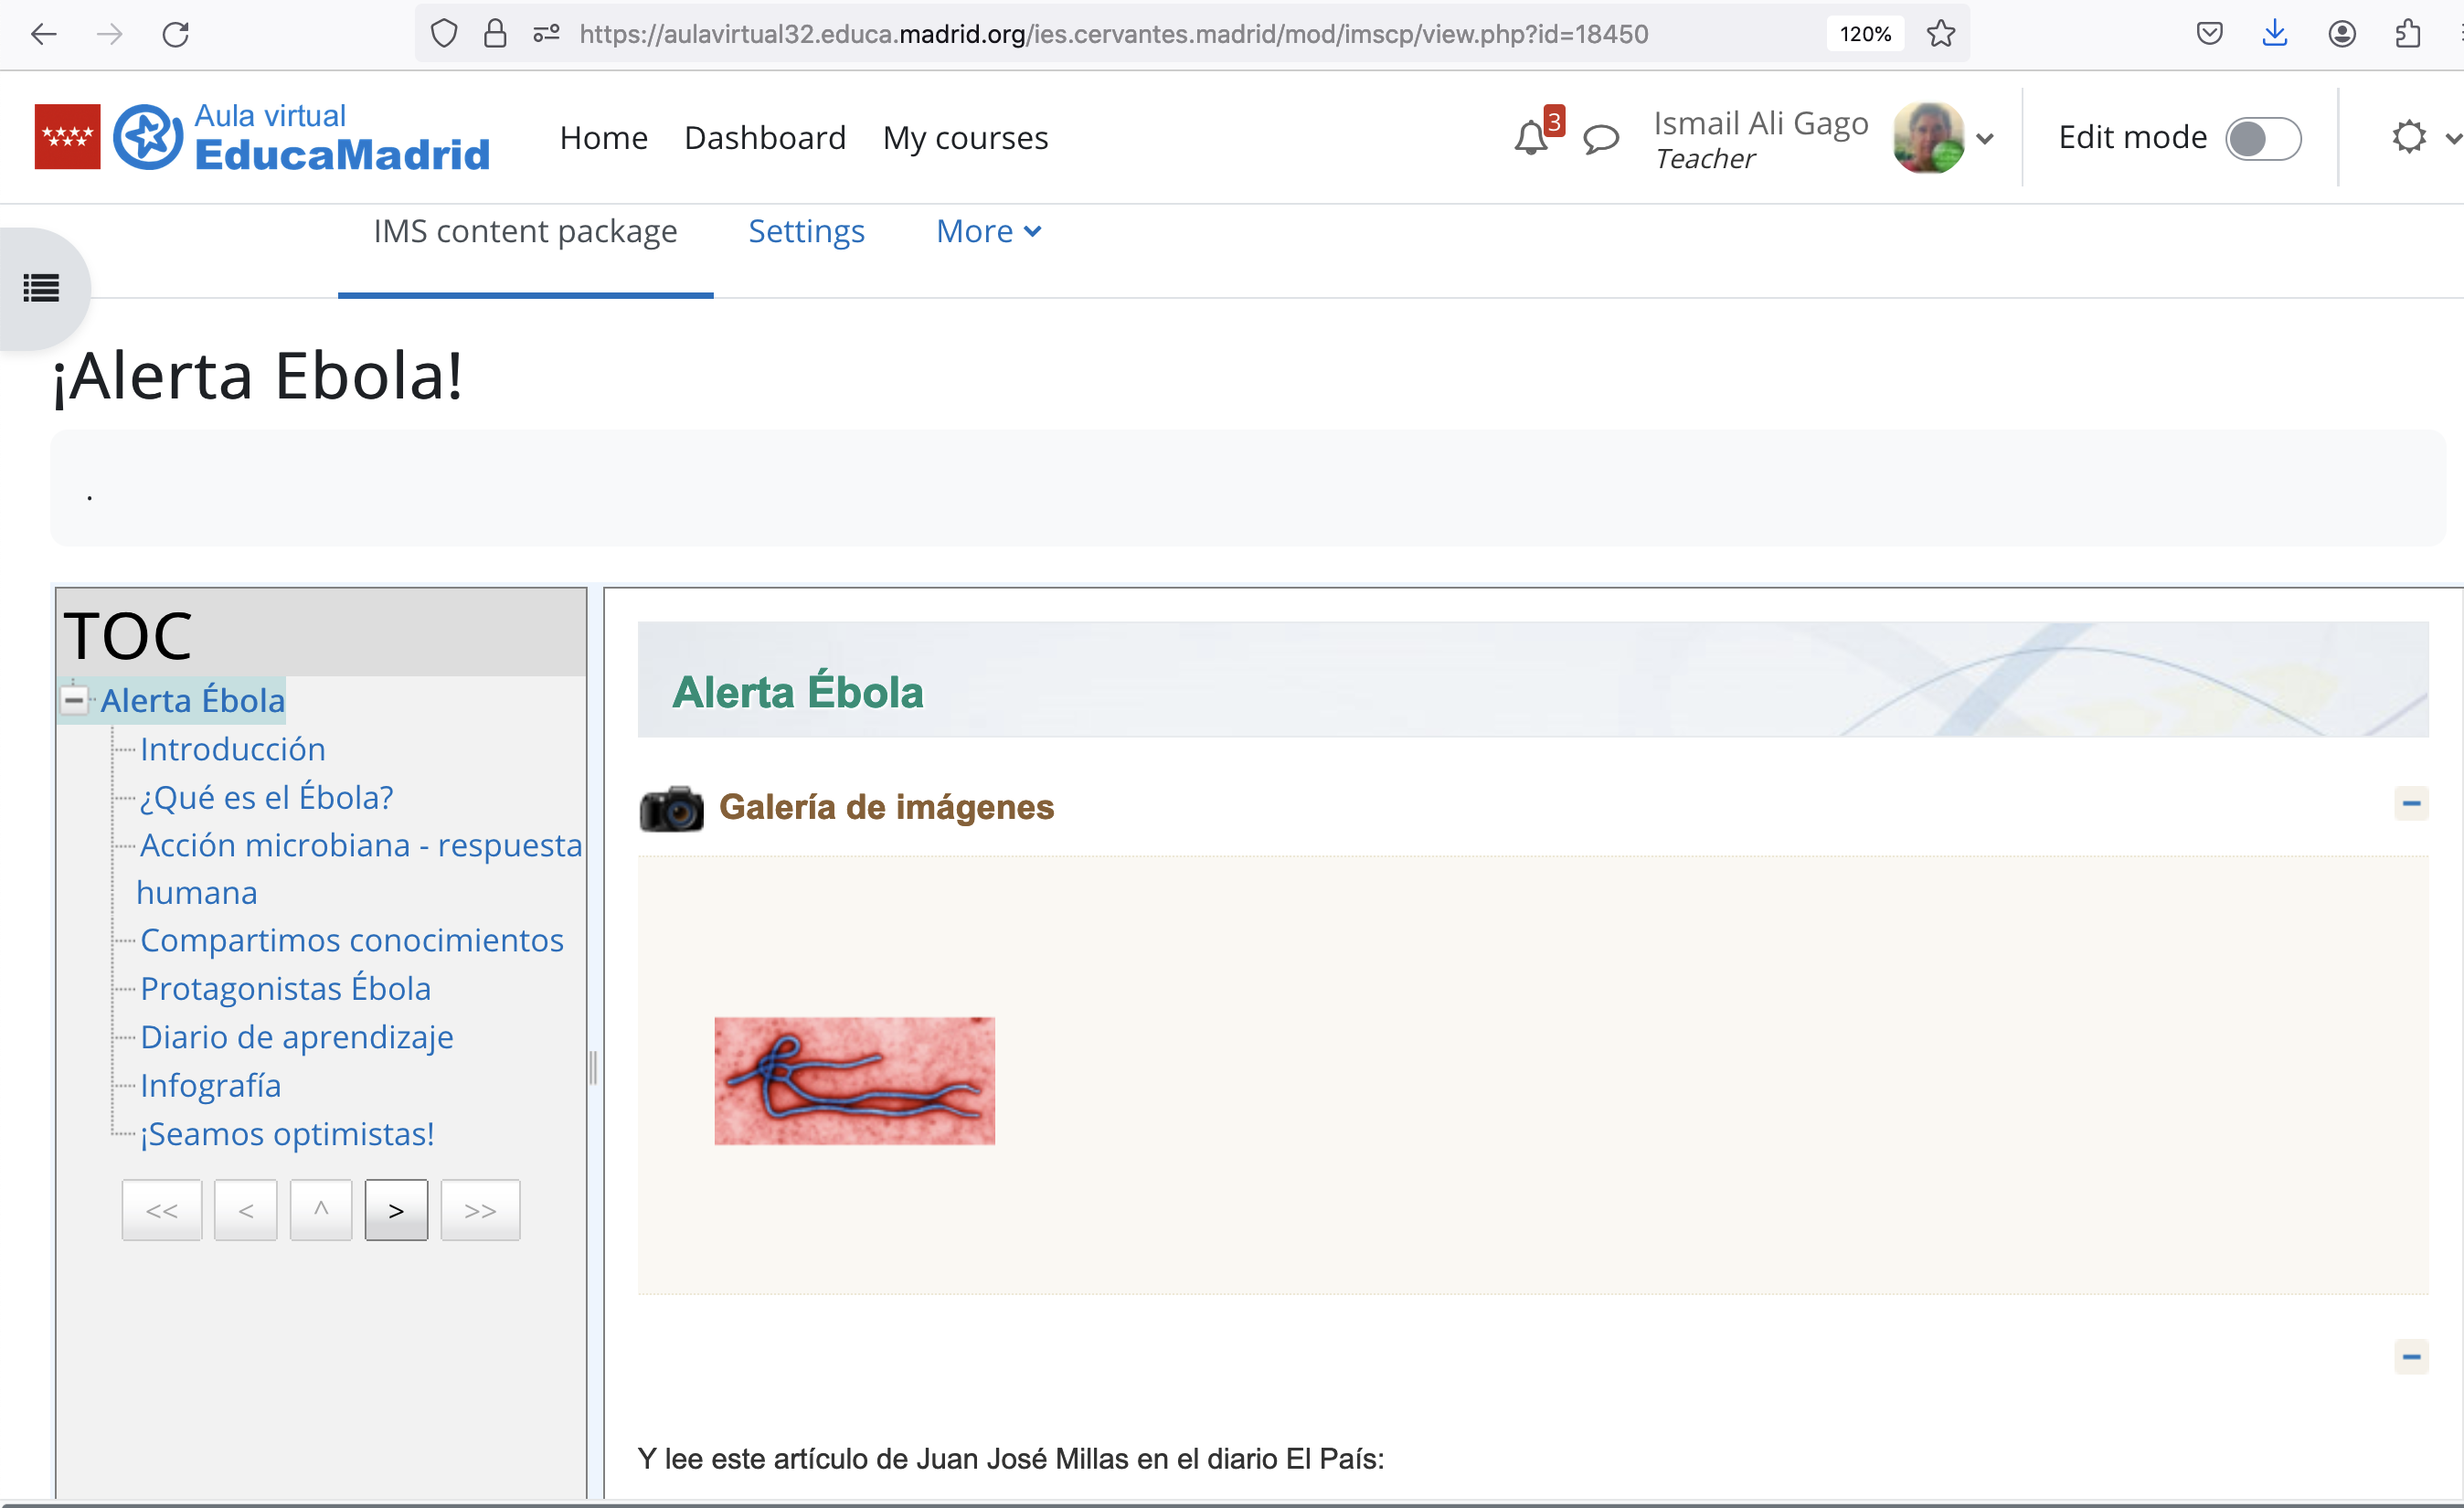 https://aulavirtual32.educa.madrid.org/ies.cervantes.madrid/mod/imscp/view.php?id=18450
120%
Aula virtual
EducaMadrid
Home
Dashboard
My courses
3
Ismail Ali Gago
Teacher
Edit mode
IMS content package
Settings
More
¡Alerta Ebola!
.
TOC
Alerta Ébola
Introducción
¿Qué es el Ébola?
Acción microbiana - respuesta
humana
Compartimos conocimientos
Protagonistas Ébola
Diario de aprendizaje
Infografía
¡Seamos optimistas!
<<
<
^
>
>>
Alerta Ébola
Galería de imágenes
Y lee este artículo de Juan José Millas en el diario El País: